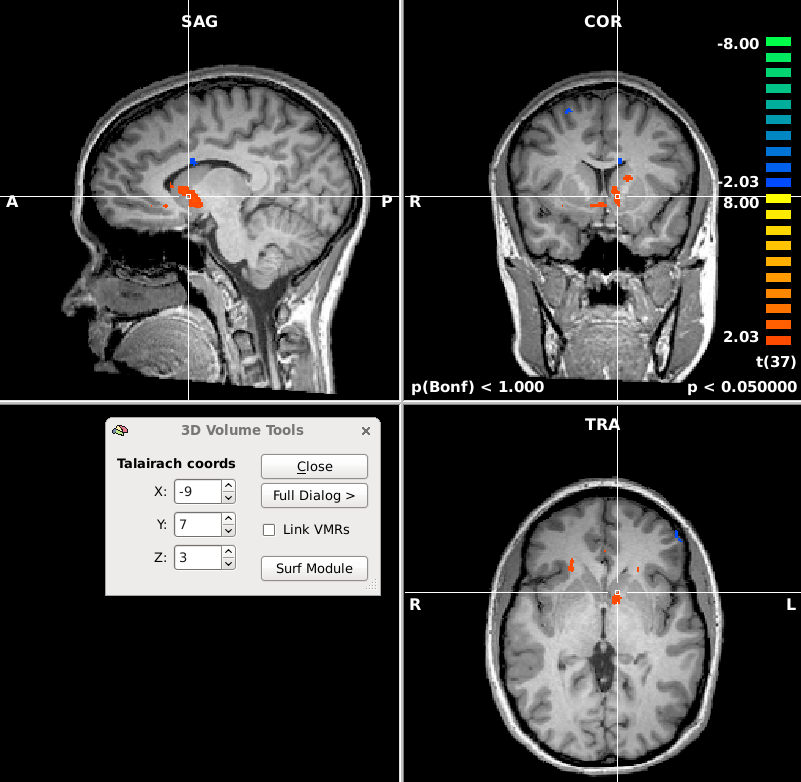 SAG
A
P
COR
R
-8.00
-2.03
8.00
2.03
t(37)
p(Bonf) < 1.000
p < 0.050000
3D Volume Tools
Talairach coords
X: -9
Y: 7
Z: 3
Close
Full Dialog >
Link VMRs
Surf Module
TRA
R
L